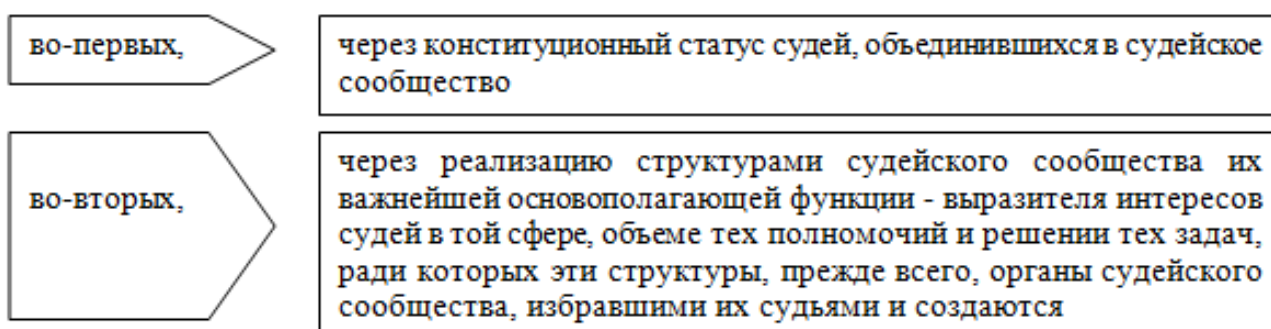 во-первых,
через конституционный статус судей, объединившихся в судейское
сообщество
во-вторых,
через реализацию структурами судейского сообщества их
важнейшей основополагающей функции - выразителя интересов
судей в той сфере, объеме тех полномочий и решении тех задач,
ради которых эти структуры, прежде всего, органы судейского
сообщества, избравшими их судьями и создаются